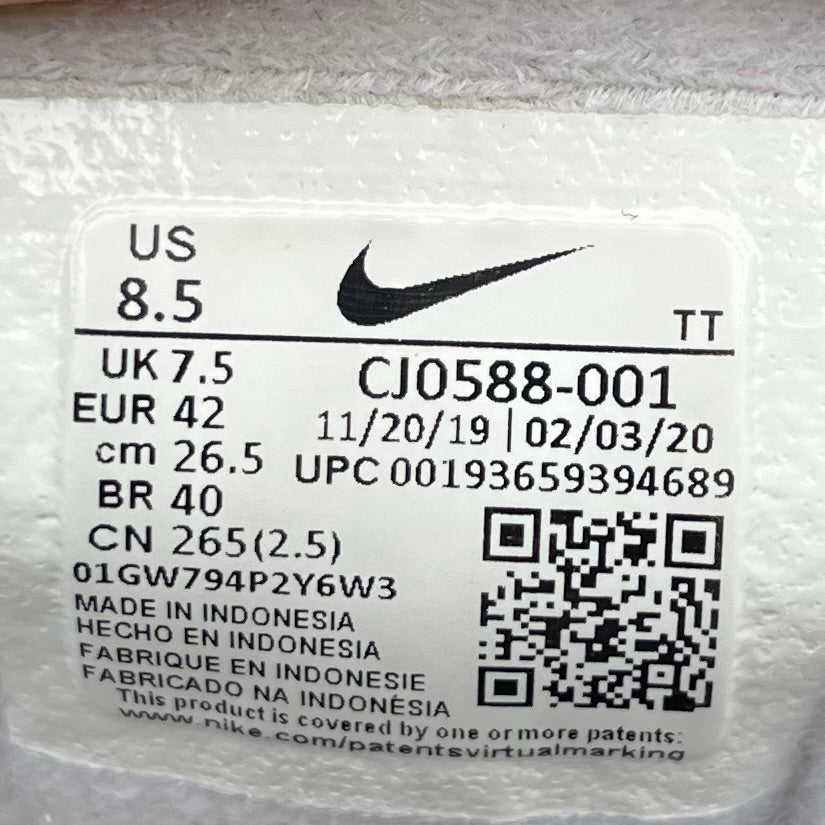 US
8.5
TT
UK 7.5
EUR 42
cm 26.5
BR 40
CN 265(2.5)
CJ0588-001
11/20/19 | 02/03/20
UPC 00193659394689
01GW794P2Y6W3
MADE IN INDONESIA
HECHO EN INDONESIA
FABRIQUE EN INDONESIE
FABRICADO NA INDONÉSIA
This product is covered by one or more patents:
www.nike.com/patentsvirtualmarking